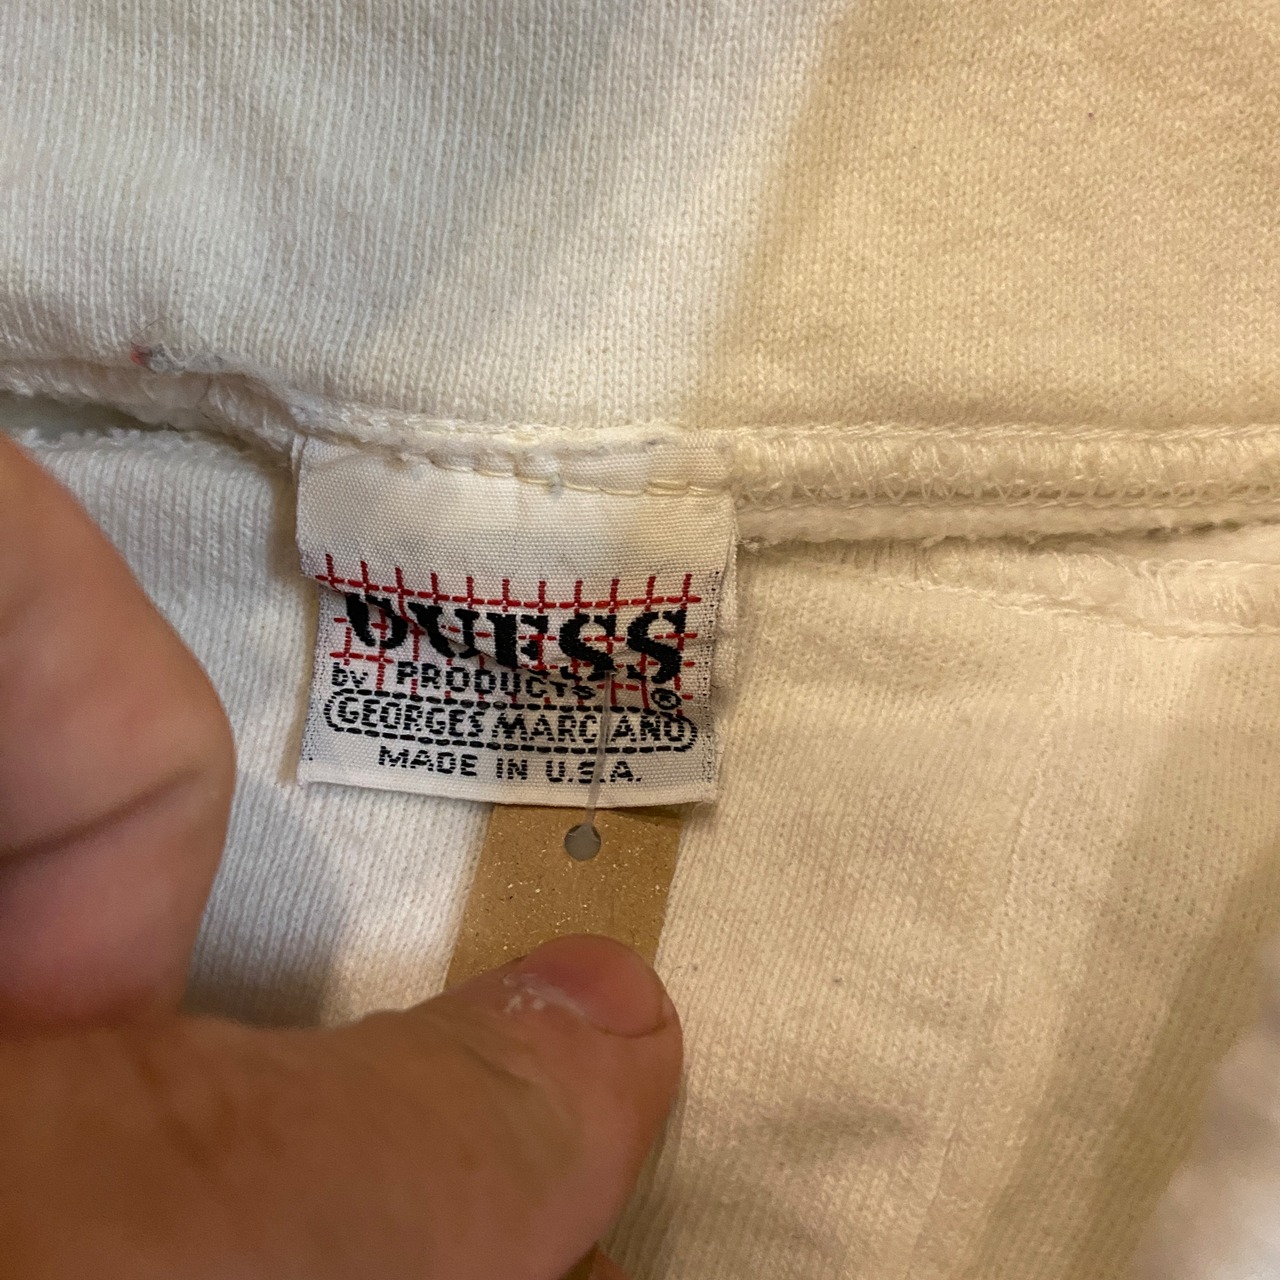 GUESS
by PRODUCTS
GEORGES MARCIANO ®
MADE IN U.S.A.